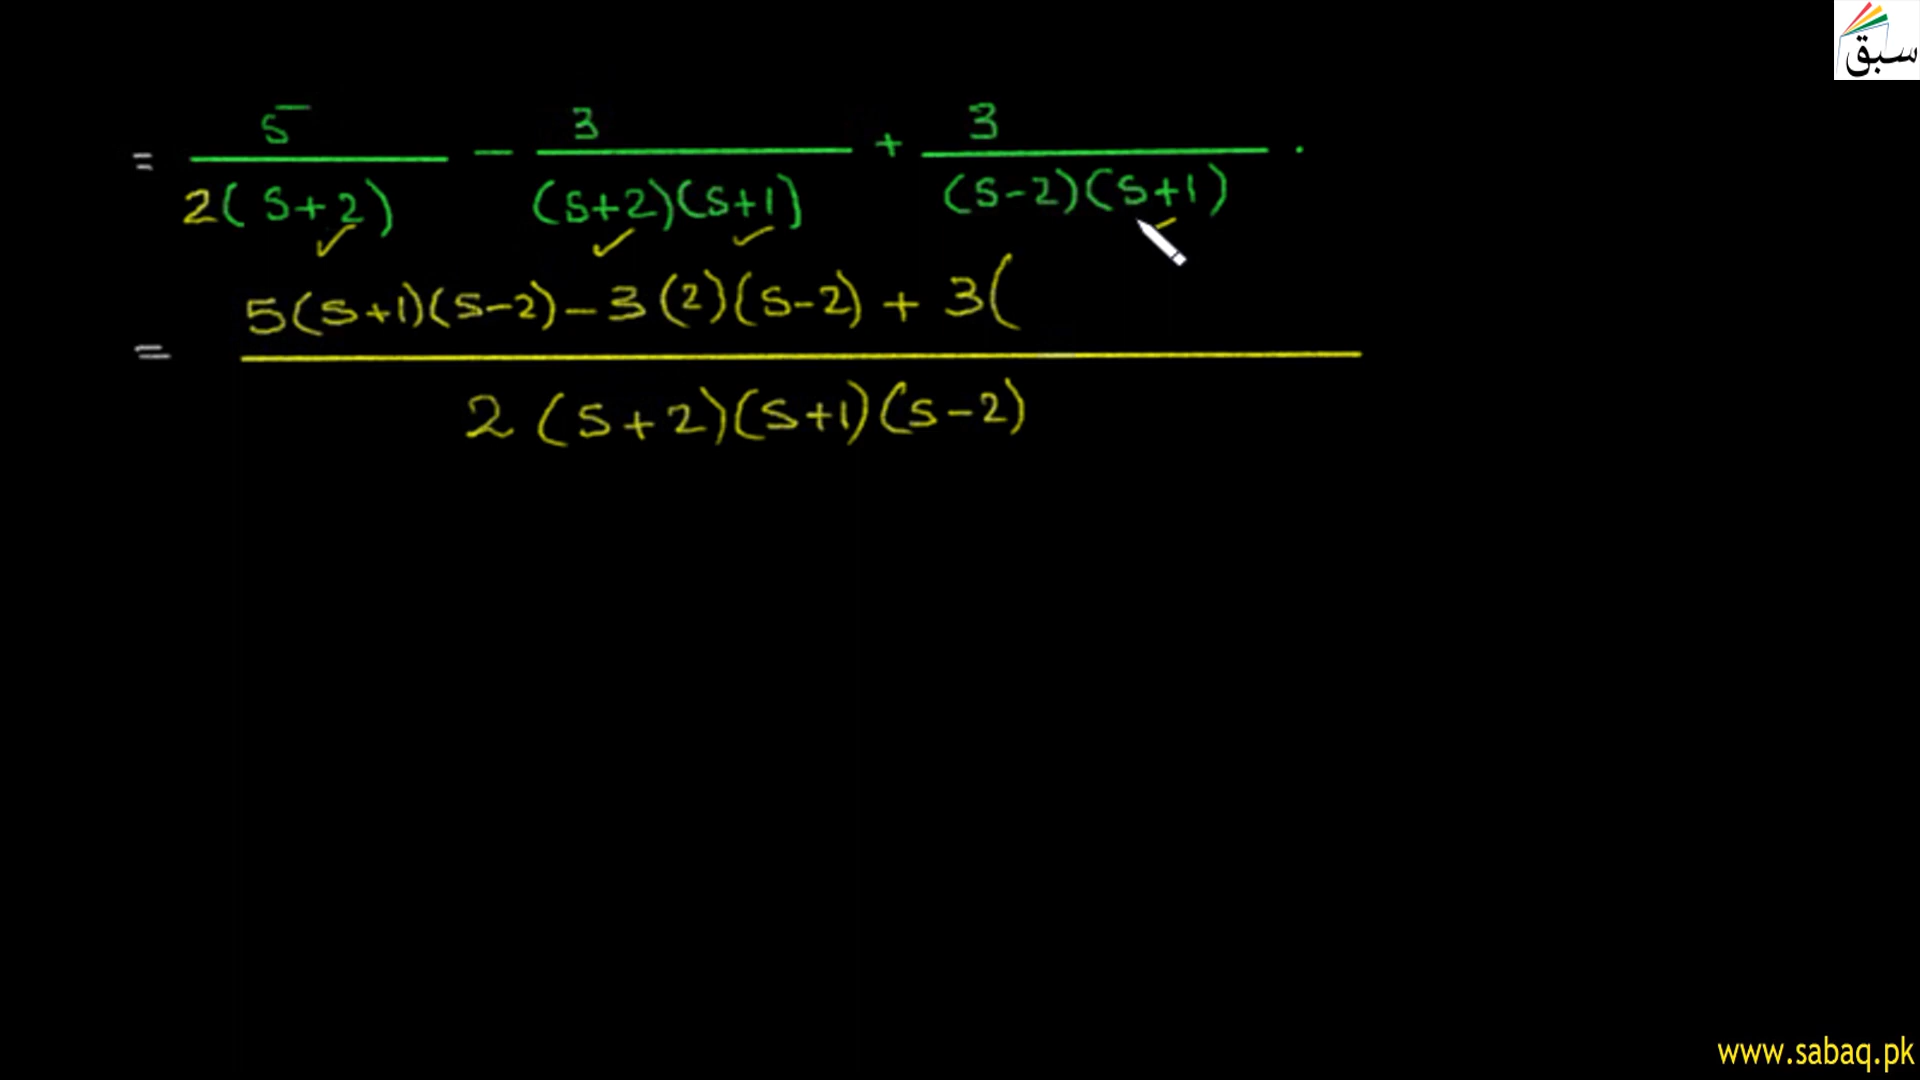 سبق
= 5 / 2(s+2) − 3 / (s+2)(s+1) + 3 / (s-2)(s+1) .
= 5(s+1)(s-2) − 3(2)(s-2) + 3( / 2(s+2)(s+1)(s-2)
www.sabaq.pk